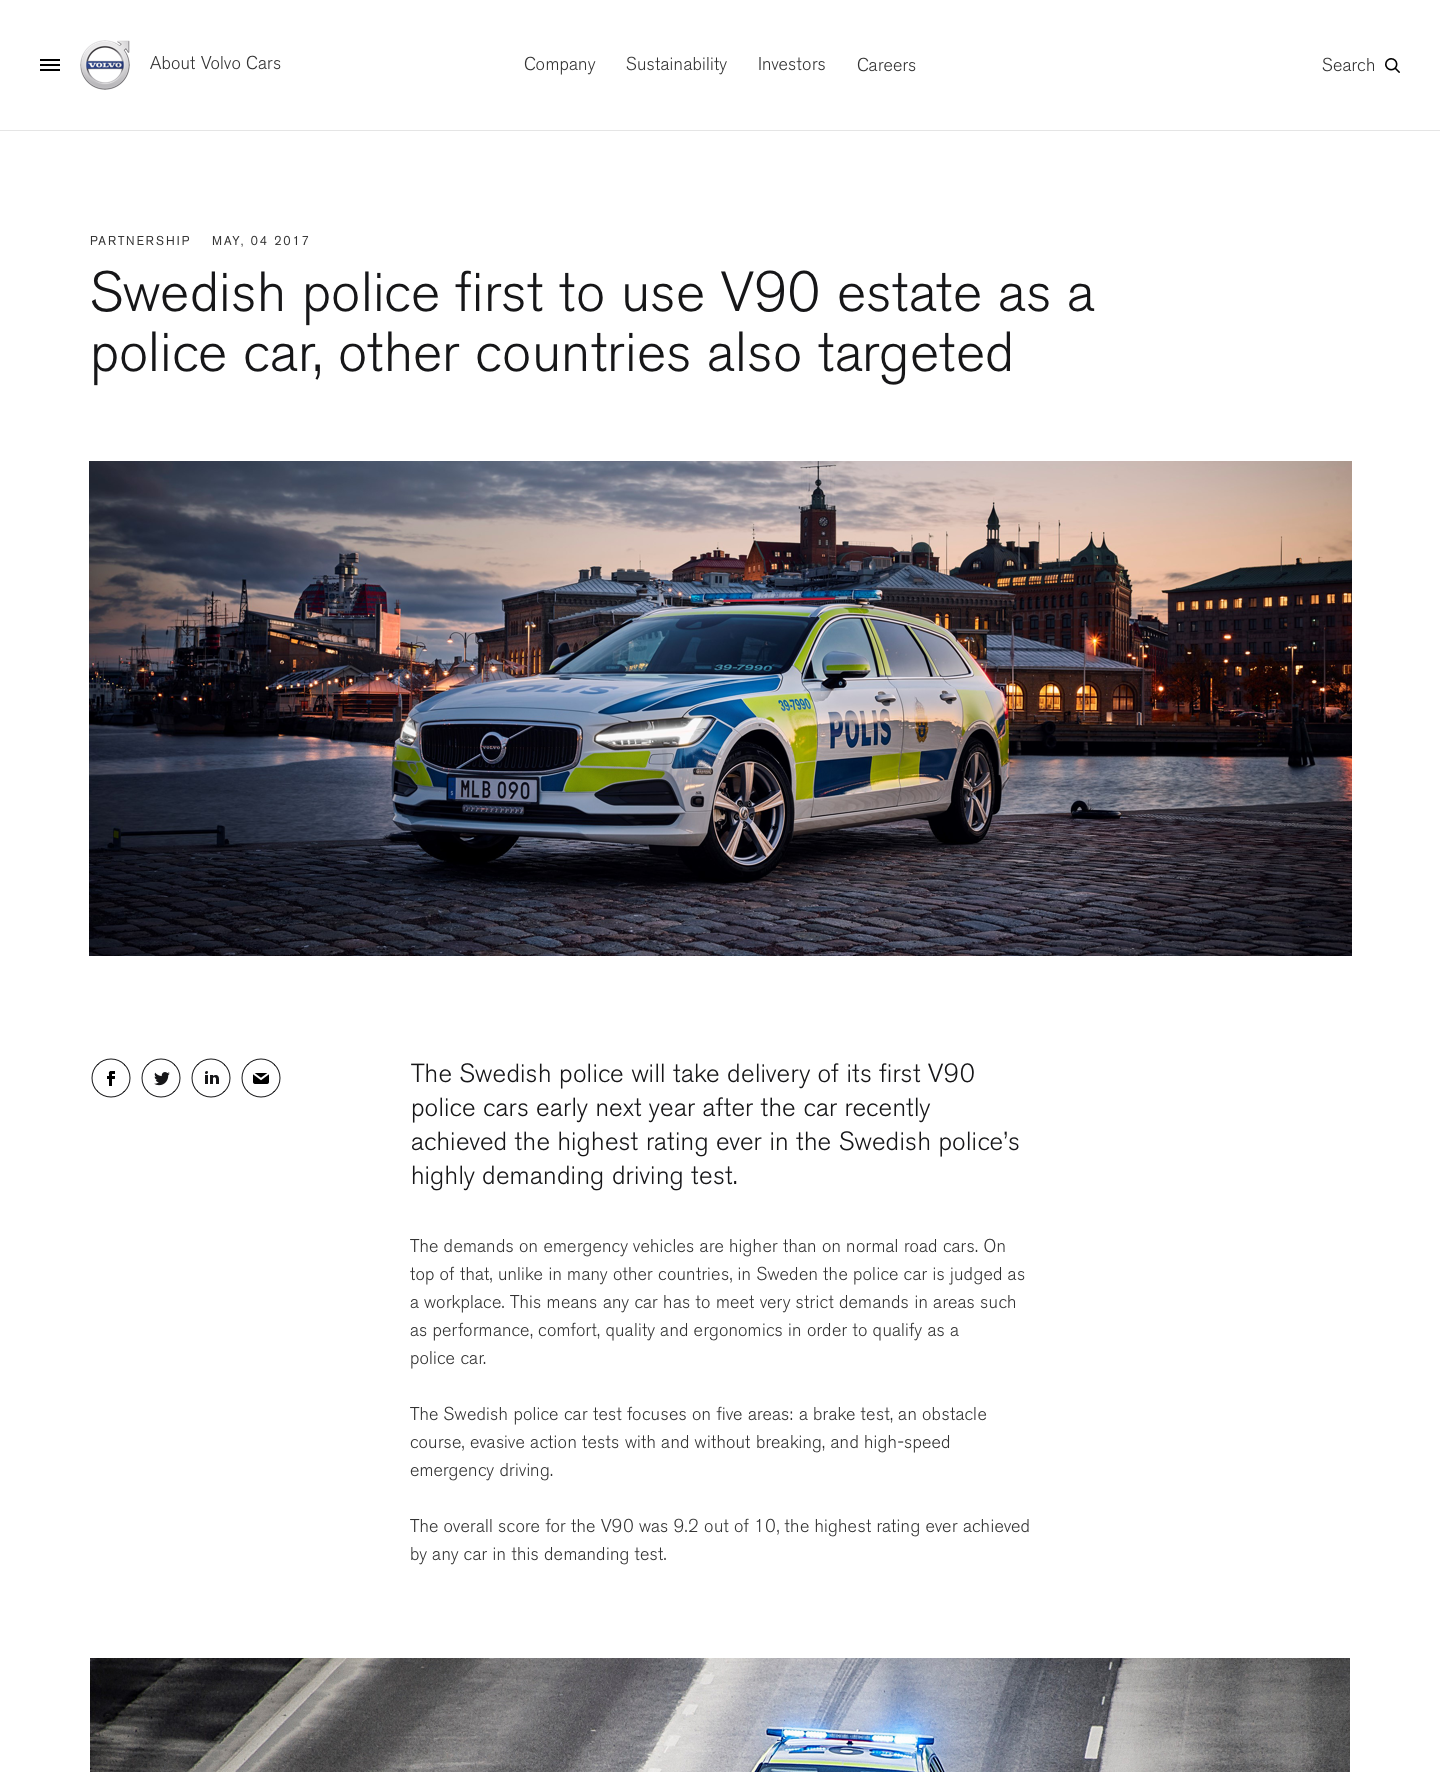 VOLVO
About Volvo Cars
Company
Sustainability
Investors
Careers
Search
PARTNERSHIP MAY, 04 2017
Swedish police first to use V90 estate as a
police car, other countries also targeted
39-7990
39-7990
POLIS
VOLVO
MLB 090
The Swedish police will take delivery of its first V90
police cars early next year after the car recently
achieved the highest rating ever in the Swedish police’s
highly demanding driving test.
The demands on emergency vehicles are higher than on normal road cars. On
top of that, unlike in many other countries, in Sweden the police car is judged as
a workplace. This means any car has to meet very strict demands in areas such
as performance, comfort, quality and ergonomics in order to qualify as a
police car.
The Swedish police car test focuses on five areas: a brake test, an obstacle
course, evasive action tests with and without breaking, and high-speed
emergency driving.
The overall score for the V90 was 9.2 out of 10, the highest rating ever achieved
by any car in this demanding test.